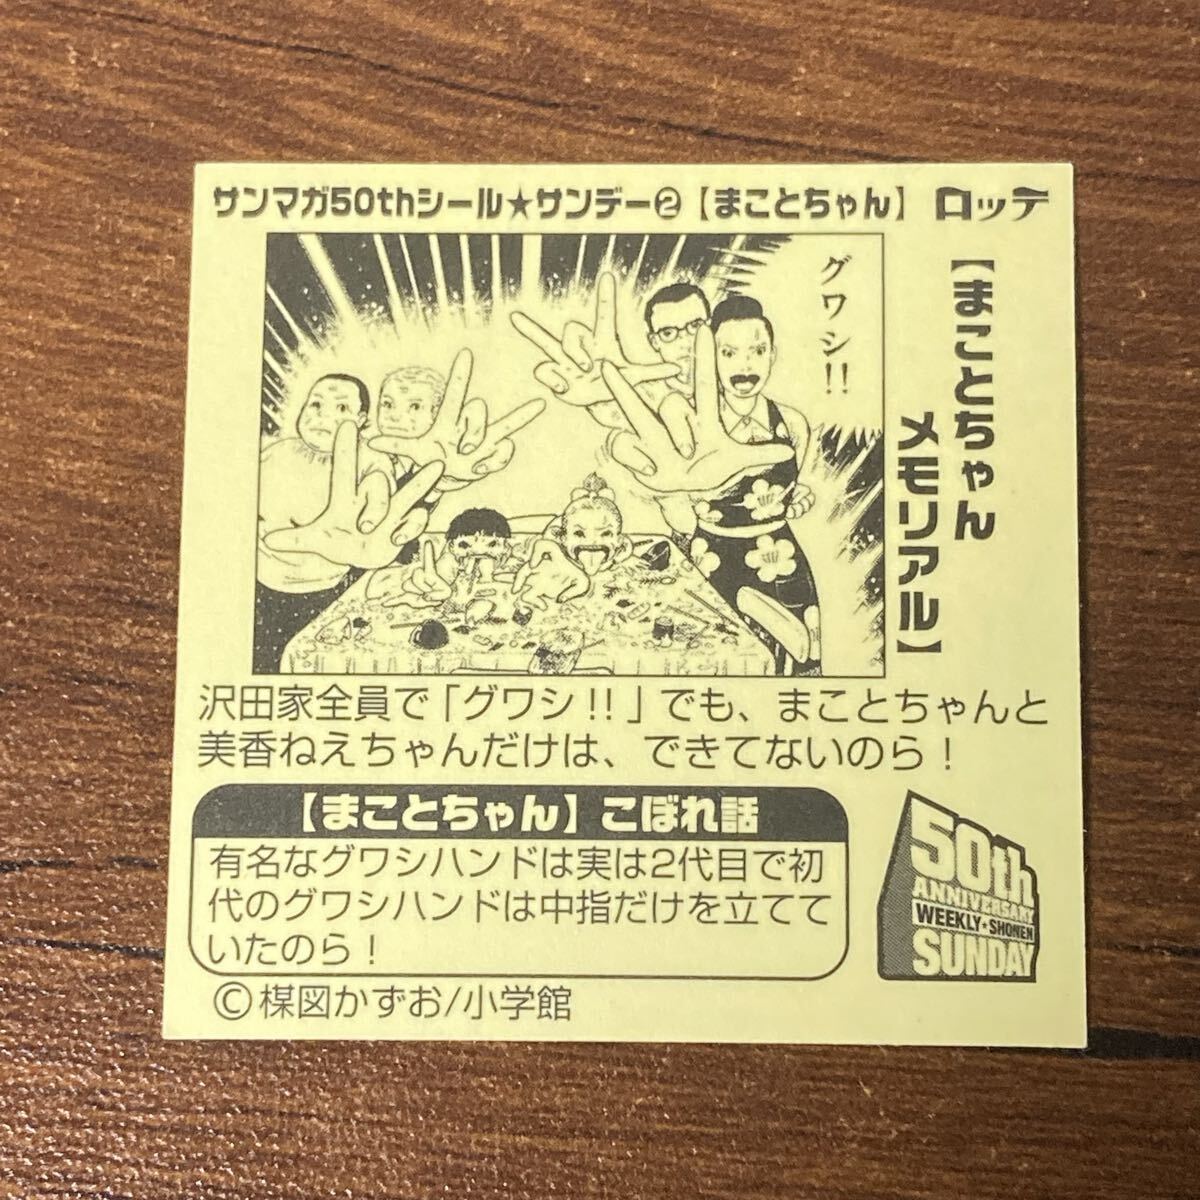 サンマガ50thシール★サンデー②【まことちゃん】 ロッテ
【まことちゃん
メモリアル】
グワシ!!
沢田家全員で「グワシ!!」でも、まことちゃんと
美香ねえちゃんだけは、できてないのら！
【まことちゃん】こぼれ話
有名なグワシハンドは実は2代目で初
代のグワシハンドは中指だけを立てて
いたのら！
50th
ANNIVERSARY
WEEKLY★SHONEN
SUNDAY
©楳図かずお/小学館